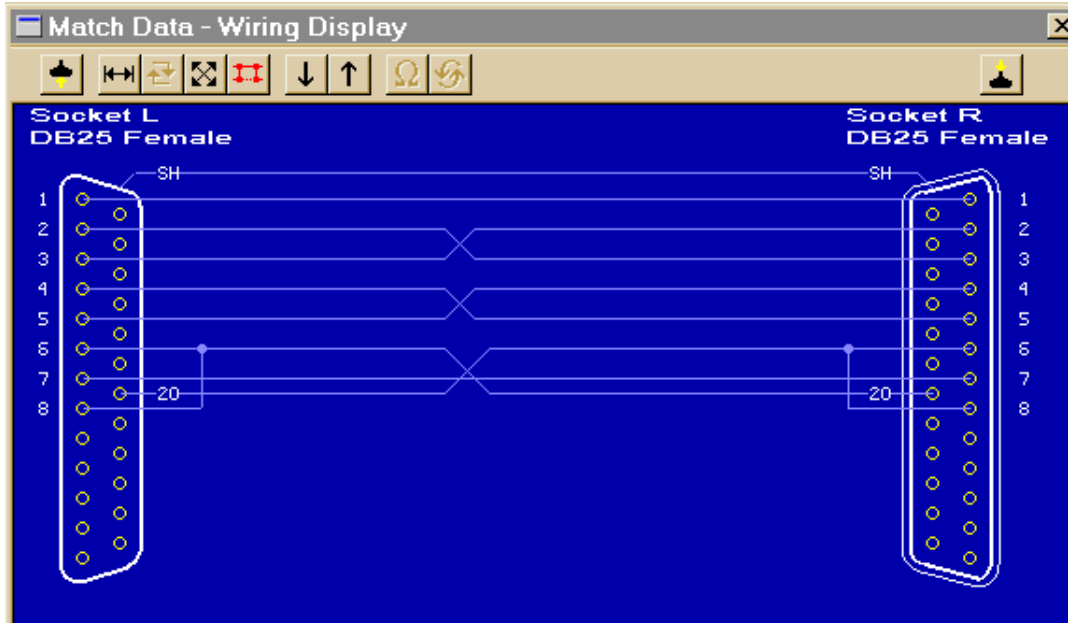 Match Data - Wiring Display
Ω
Socket L
DB25 Female
Socket R
DB25 Female
SH SH
1 1
2 2
3 3
4 4
5 5
6 6
7 7
20 20
8 8